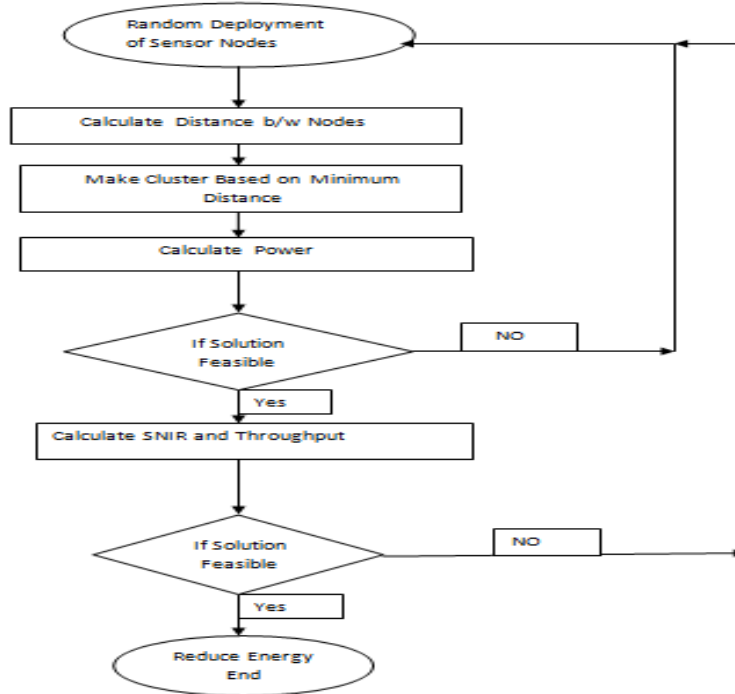 Random Deployment
of Sensor Nodes
Calculate Distance b/w Nodes
Make Cluster Based on Minimum
Distance
Calculate Power
If Solution
Feasible
NO
Yes
Calculate SNIR and Throughput
If Solution
Feasible
NO
Yes
Reduce Energy
End